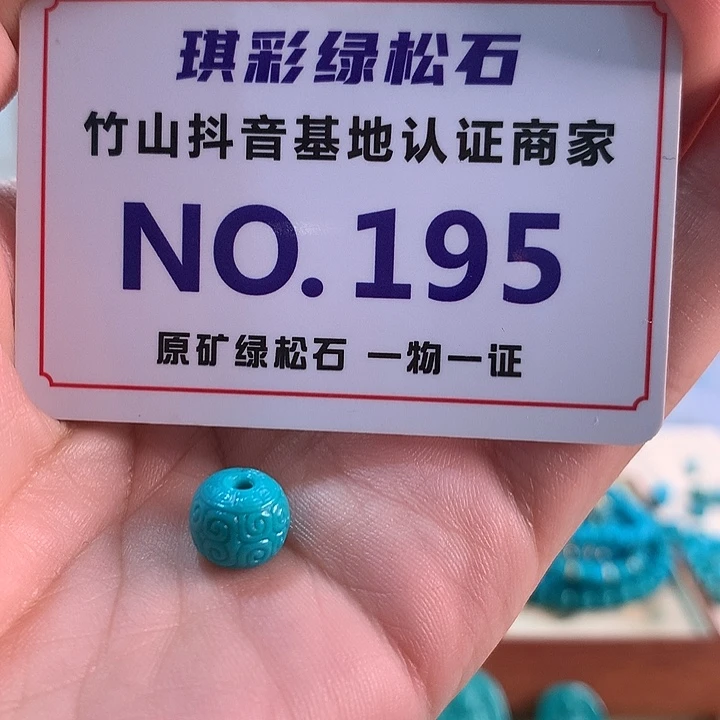 琪彩绿松石
竹山抖音基地认证商家
NO.195
原矿绿松石 一物一证